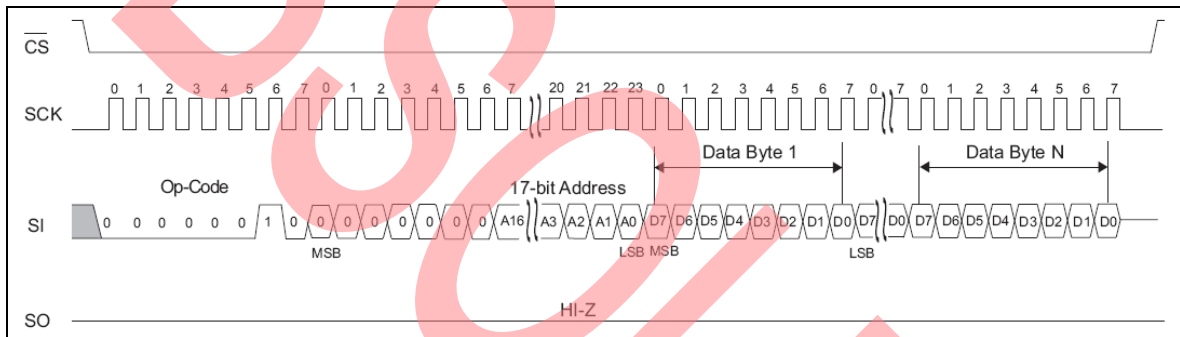 CS
0 1 2 3 4 5 6 7 0 1 2 3 4 5 6 7 20 21 22 23 0 1 2 3 4 5 6 7 0 7 0 1 2 3 4 5 6 7
SCK
Data Byte 1 Data Byte N
Op-Code 17-bit Address
SI 0 0 0 0 0 0 1 0 0 0 0 0 0 0 0 A16 A3 A2 A1 A0 D7 D6 D5 D4 D3 D2 D1 D0 D7 D0 D7 D6 D5 D4 D3 D2 D1 D0
MSB LSB MSB LSB
HI-Z
SO